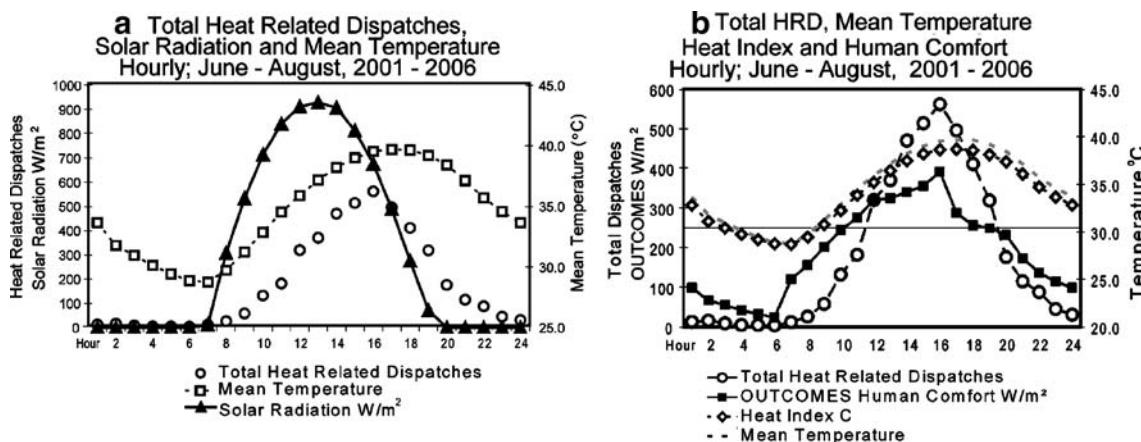 a Total Heat Related Dispatches,
Solar Radiation and Mean Temperature
Hourly; June - August, 2001 - 2006
Heat Related Dispatches
Solar Radiation W/m²
1000
900
800
700
600
500
400
300
200
100
0
45.0
40.0
35.0
30.0
25.0
Mean Temperature (°C)
Hour 2 4 6 8 10 12 14 16 18 20 22 24
Total Heat Related Dispatches
Mean Temperature
Solar Radiation W/m²
b Total HRD, Mean Temperature
Heat Index and Human Comfort
Hourly; June - August, 2001 - 2006
Total Dispatches
OUTCOMES W/m²
600
500
400
300
200
100
0
45.0
40.0
35.0
30.0
25.0
20.0
Temperature °C
Hour 2 4 6 8 10 12 14 16 18 20 22 24
Total Heat Related Dispatches
OUTCOMES Human Comfort W/m²
Heat Index C
Mean Temperature